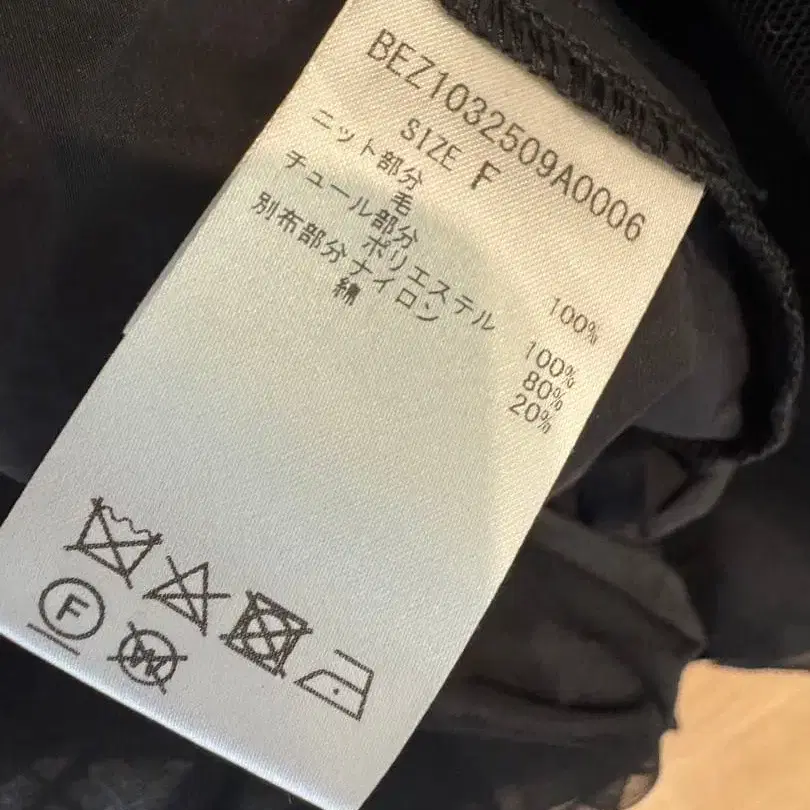 BEZ1032509A0006
SIZE F
ニット部分
毛 100%
チュール部分
ポリエステル 100%
別布部分ナイロン 80%
綿 20%
F
W